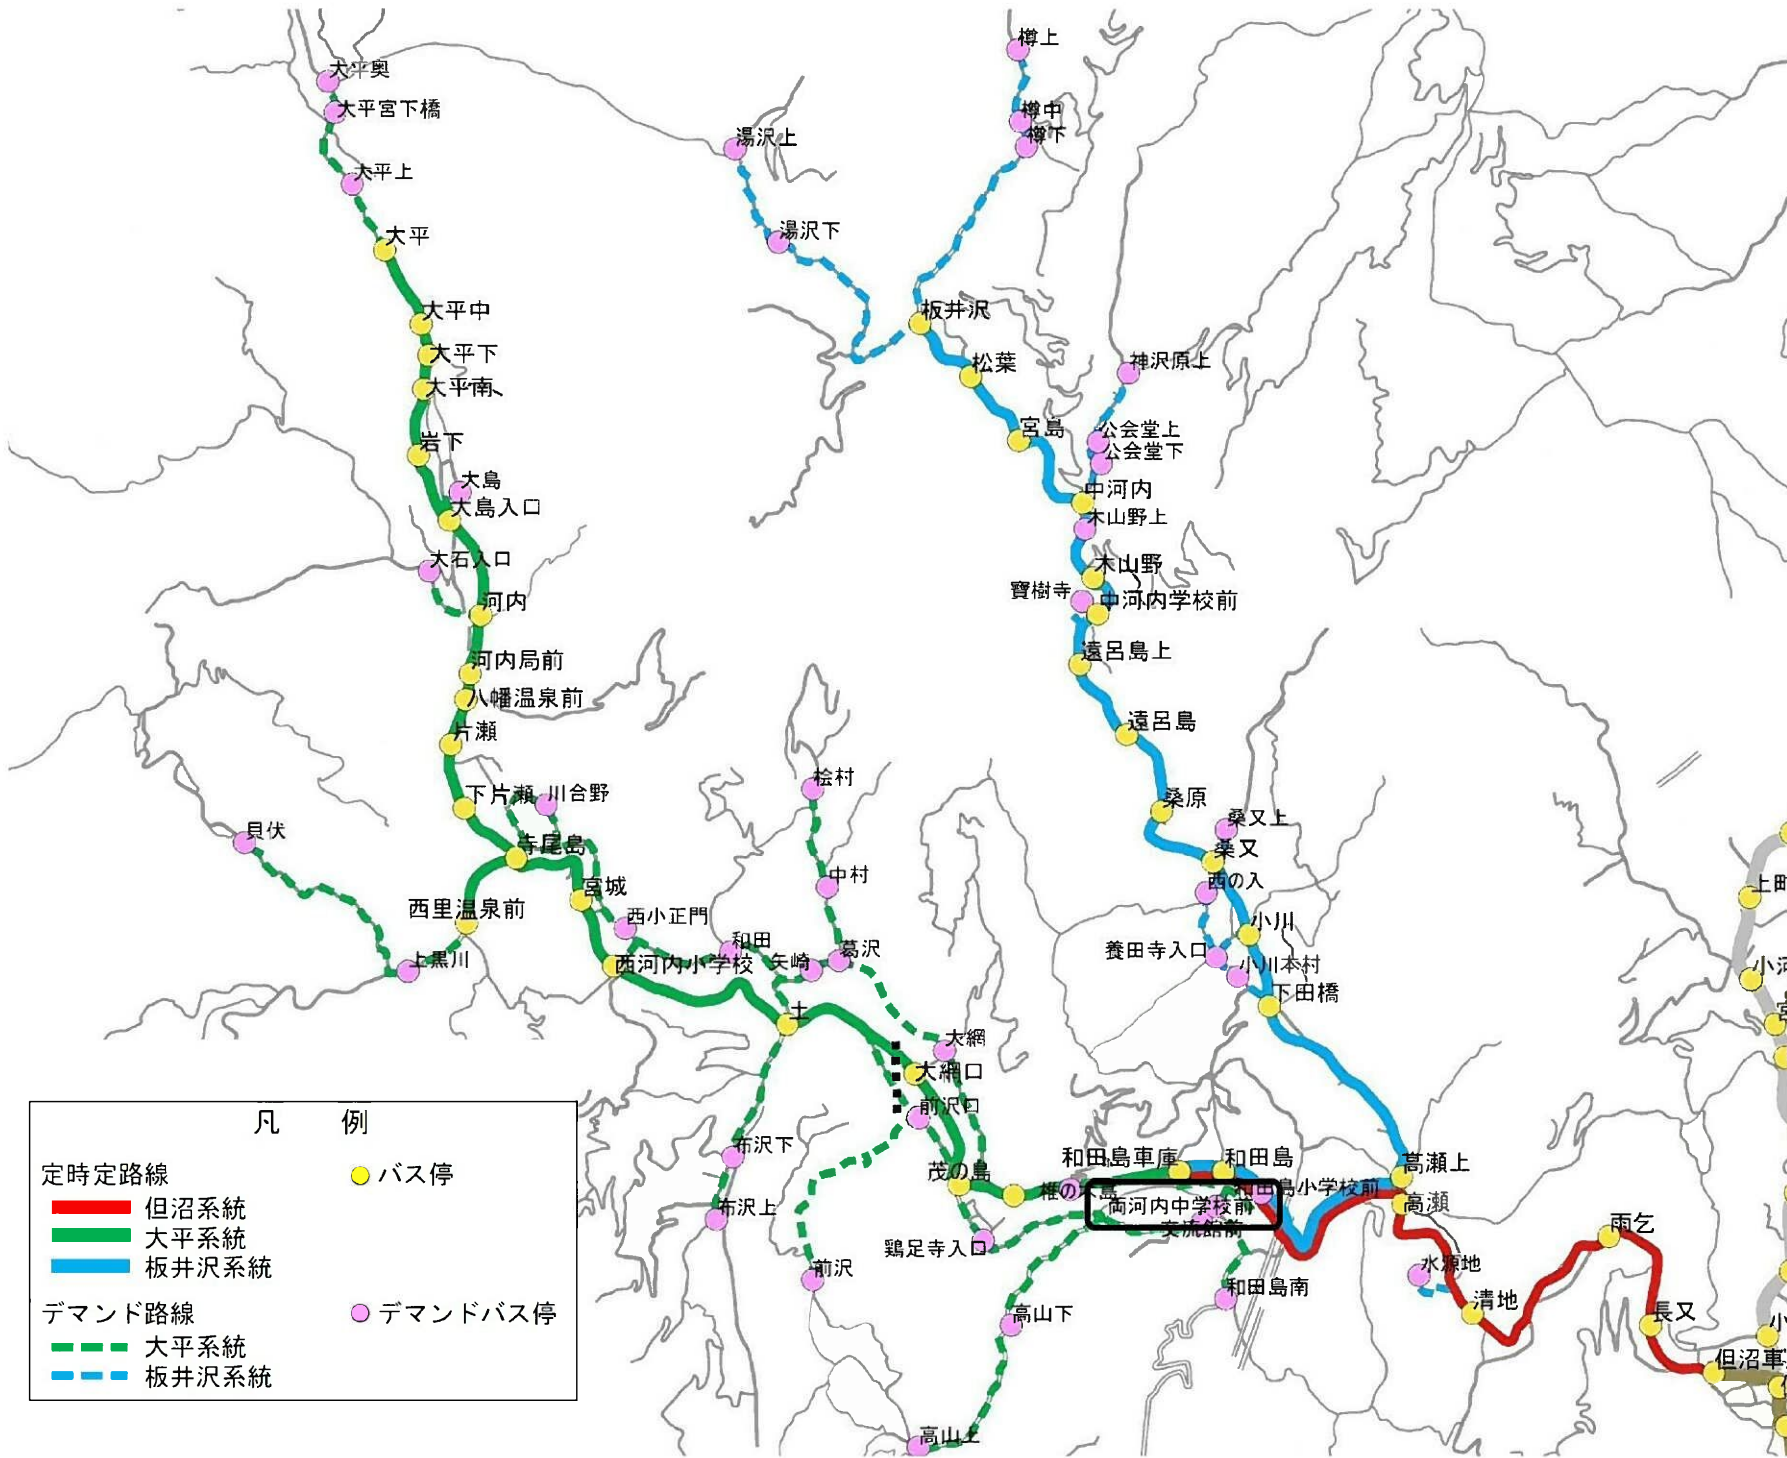 大平奥
大平宮下橋
大平上
大平
大平中
大平下
大平南
岩下
大島
大島入口
大石入口
河内
河内局前
八幡温泉前
片瀬
下片瀬
川合野
寺尾島
貝伏
宮城
西里温泉前
上黒川
西小正門
西河内小学校
和田
矢崎
葛沢
中村
桧村
土
大網
大網口
前沢口
布沢下
布沢上
茂の島
前沢
鶏足寺入口
高山下
高山上
樽上
樽中
樽下
湯沢上
湯沢下
板井沢
松葉
宮島
神沢原上
公会堂上
公会堂下
中河内
木山野上
木山野
寶樹寺
中河内学校前
遠呂島上
遠呂島
桑原
桑又上
桑又
西の入
小川
養田寺入口
小川本村
下田橋
和田島車庫
和田島
和田島小学校前
両河内中学校前
交流館前
和田島南
高瀬上
高瀬
水源地
清地
雨乞
長又
但沼車
上町
小河
凡 例
定時定路線
バス停
但沼系統
大平系統
板井沢系統
デマンド路線
デマンドバス停
大平系統
板井沢系統